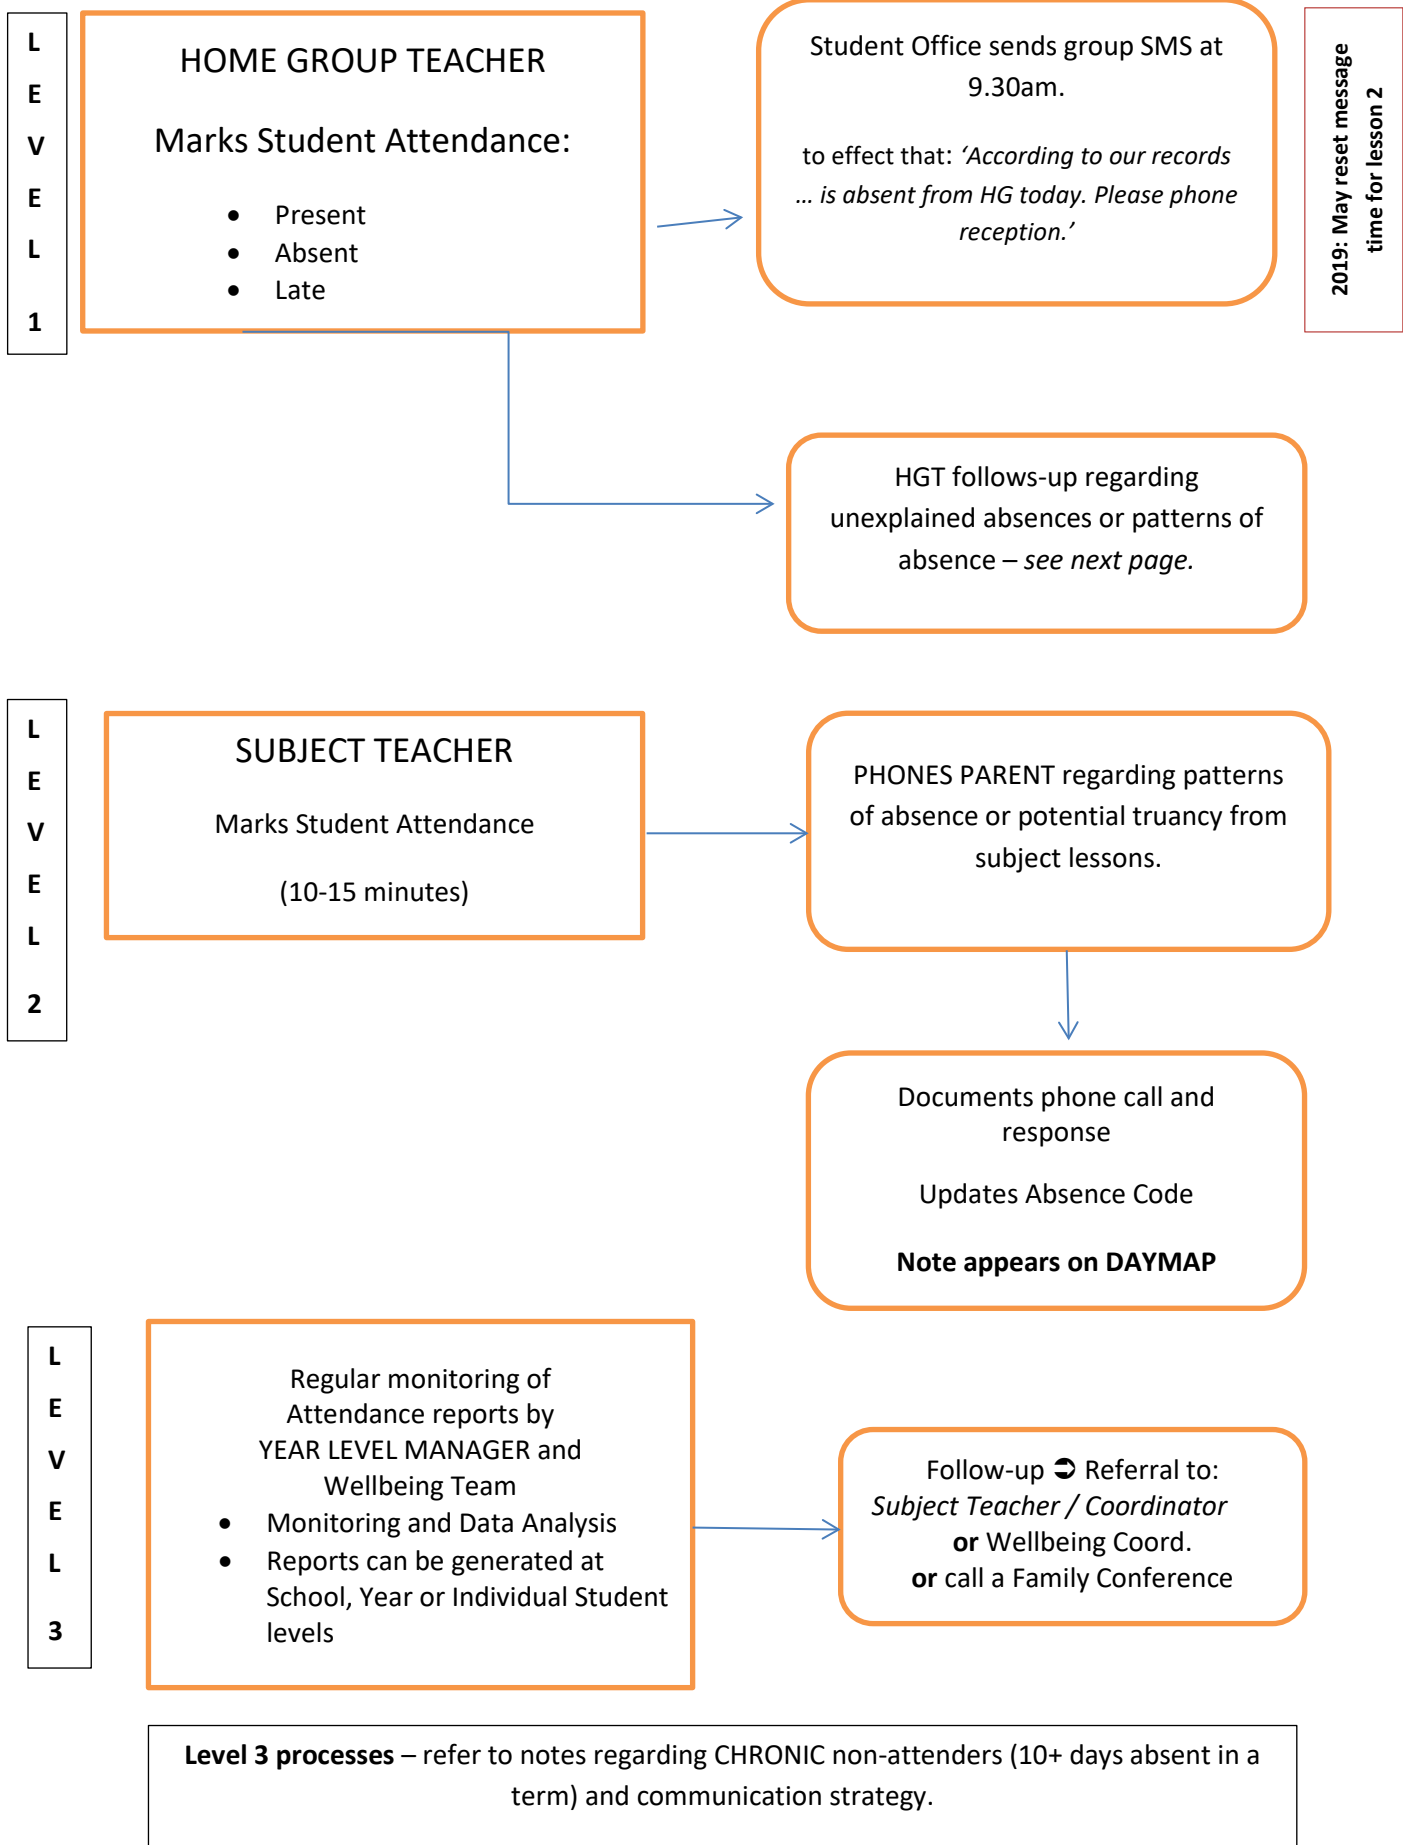 L
E
V
E
L
1
HOME GROUP TEACHER
Marks Student Attendance:
• Present
• Absent
• Late
Student Office sends group SMS at
9.30am.
to effect that: ‘According to our records
… is absent from HG today. Please phone
reception.’
2019: May reset message
time for lesson 2
HGT follows-up regarding
unexplained absences or patterns of
absence – see next page.
L
E
V
E
L
2
SUBJECT TEACHER
Marks Student Attendance
(10-15 minutes)
PHONES PARENT regarding patterns
of absence or potential truancy from
subject lessons.
Documents phone call and
response
Updates Absence Code
Note appears on DAYMAP
L
E
V
E
L
3
Regular monitoring of
Attendance reports by
YEAR LEVEL MANAGER and
Wellbeing Team
• Monitoring and Data Analysis
• Reports can be generated at
School, Year or Individual Student
levels
Follow-up ➲ Referral to:
Subject Teacher / Coordinator
or Wellbeing Coord.
or call a Family Conference
Level 3 processes – refer to notes regarding CHRONIC non-attenders (10+ days absent in a
term) and communication strategy.